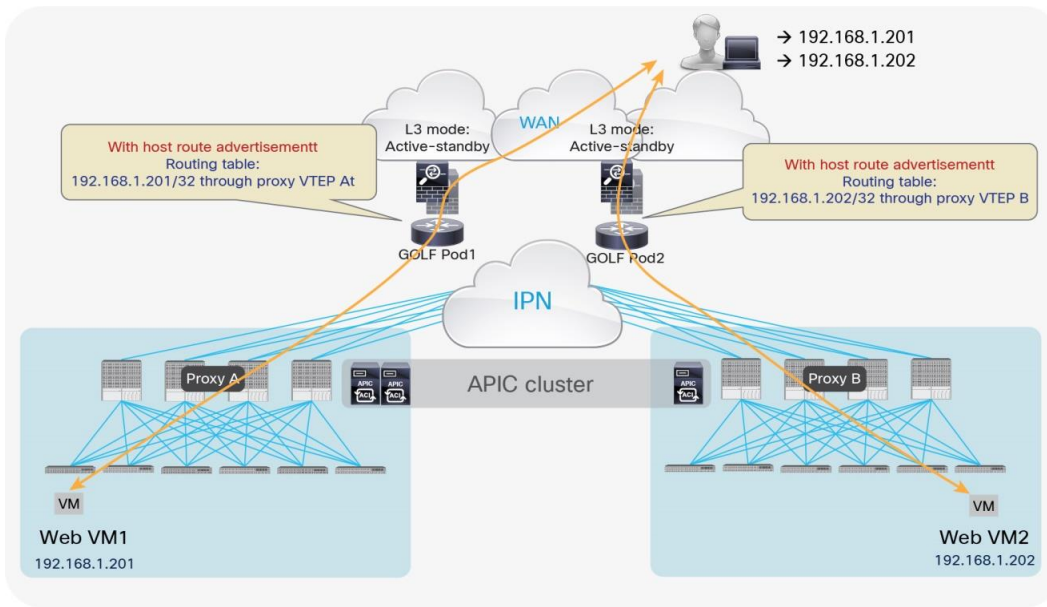 → 192.168.1.201
→ 192.168.1.202
WAN
L3 mode:
Active-standby
L3 mode:
Active-standby
With host route advertisementt
Routing table:
192.168.1.201/32 through proxy VTEP At
With host route advertisementt
Routing table:
192.168.1.202/32 through proxy VTEP B
GOLF Pod1
GOLF Pod2
IPN
Proxy A
APIC
ACI
APIC
ACI
APIC cluster
APIC
ACI
Proxy B
VM
Web VM1
192.168.1.201
VM
Web VM2
192.168.1.202